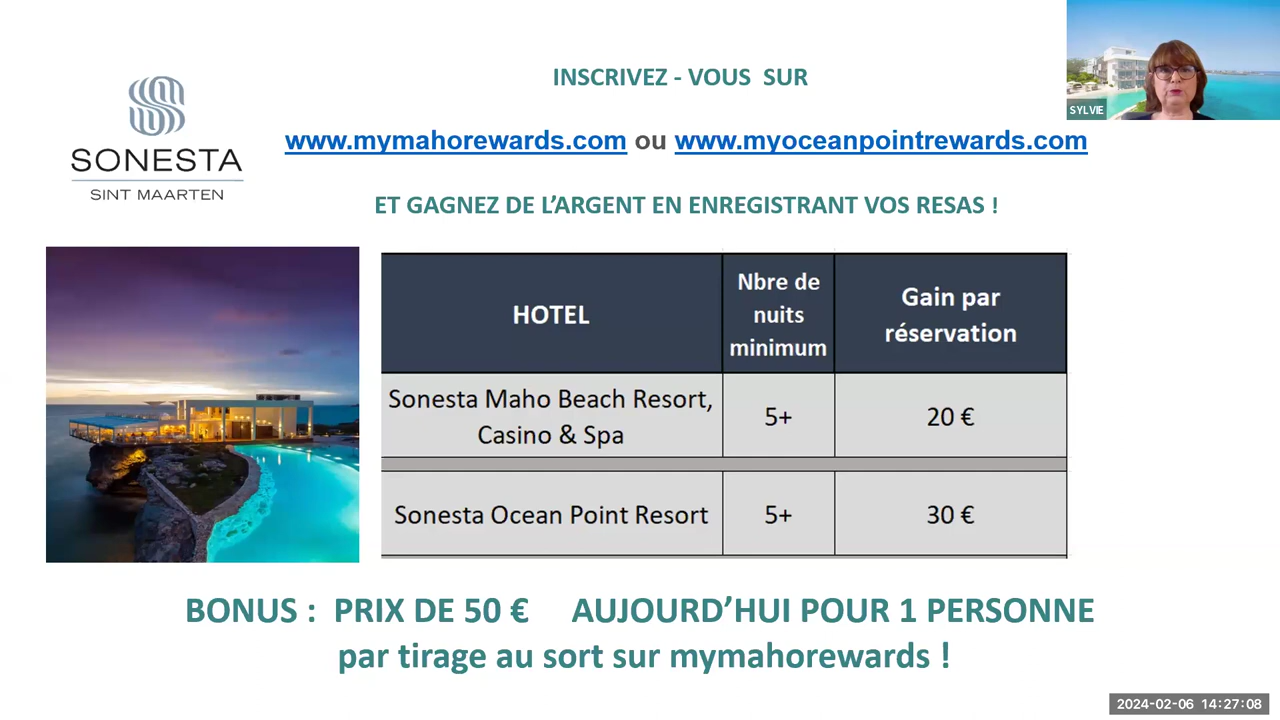 INSCRIVEZ - VOUS SUR
SYLVIE
www.mymahorewards.com ou www.myoceanpointrewards.com
SONESTA
SINT MAARTEN
ET GAGNEZ DE L’ARGENT EN ENREGISTRANT VOS RESAS !
HOTEL
Nbre de
nuits
minimum
Gain par
réservation
Sonesta Maho Beach Resort,
Casino & Spa
5+
20 €
Sonesta Ocean Point Resort
5+
30 €
BONUS : PRIX DE 50 € AUJOURD’HUI POUR 1 PERSONNE
par tirage au sort sur mymahorewards !
2024-02-06 14:27:08